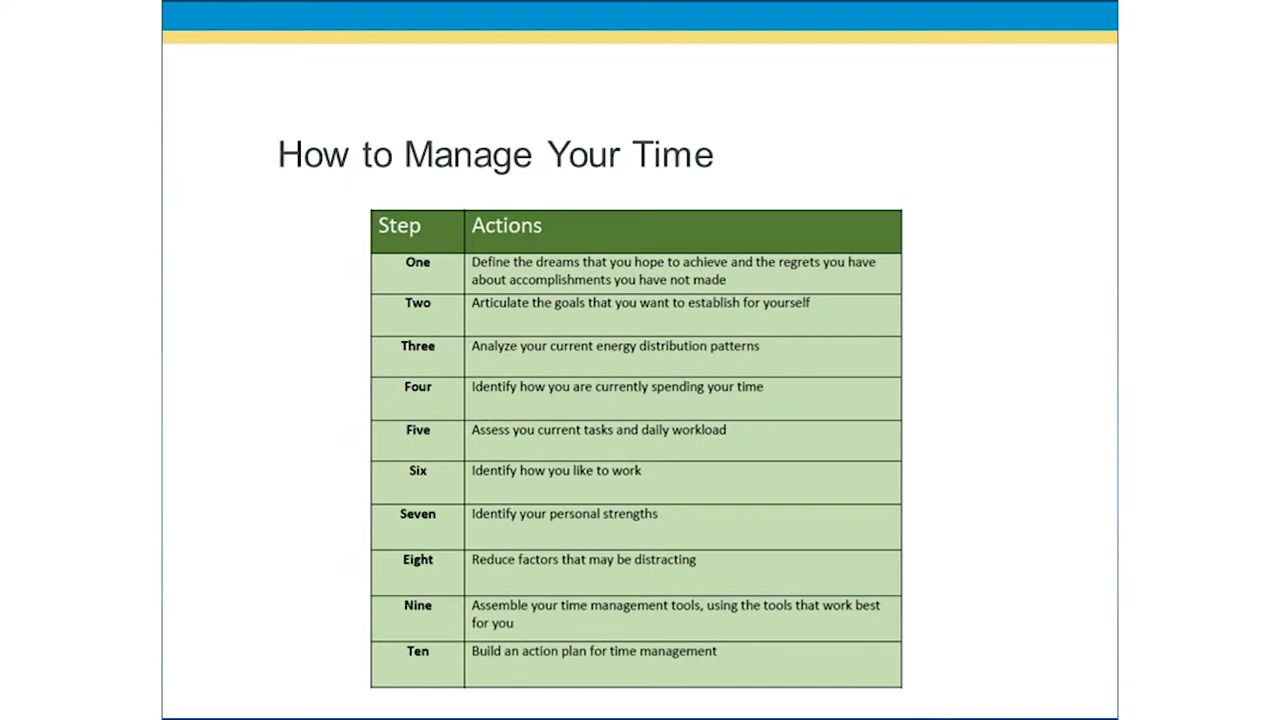 How to Manage Your Time
Step Actions
One Define the dreams that you hope to achieve and the regrets you have
about accomplishments you have not made
Two Articulate the goals that you want to establish for yourself
Three Analyze your current energy distribution patterns
Four Identify how you are currently spending your time
Five Assess you current tasks and daily workload
Six Identify how you like to work
Seven Identify your personal strengths
Eight Reduce factors that may be distracting
Nine Assemble your time management tools, using the tools that work best
for you
Ten Build an action plan for time management